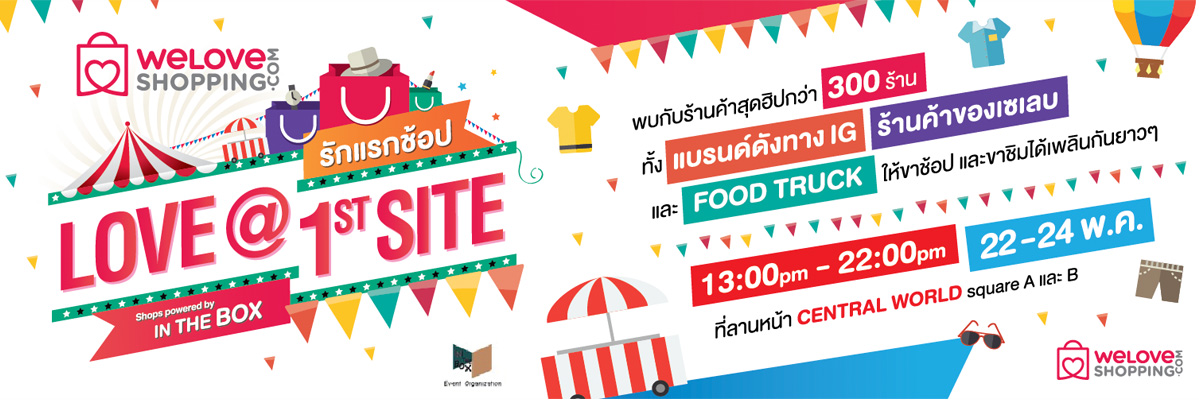 WeLOVe
SHOPPING.COM
รักแรกช้อป
LOVE @ 1ST SITE
Shops powered by
IN THE BOX
BOX
Event Organization
พบกับร้านค้าสุดฮิปกว่า 300 ร้าน
ทั้ง แบรนด์ดังทาง IG ร้านค้าของเซเลบ
และ FOOD TRUCK ให้ขาช้อป และขาชิมได้เพลินกันยาวๆ
13:00pm - 22:00pm 22-24 พ.ค.
ที่ลานหน้า CENTRAL WORLD square A และ B
WeLOVe
SHOPPING.COM